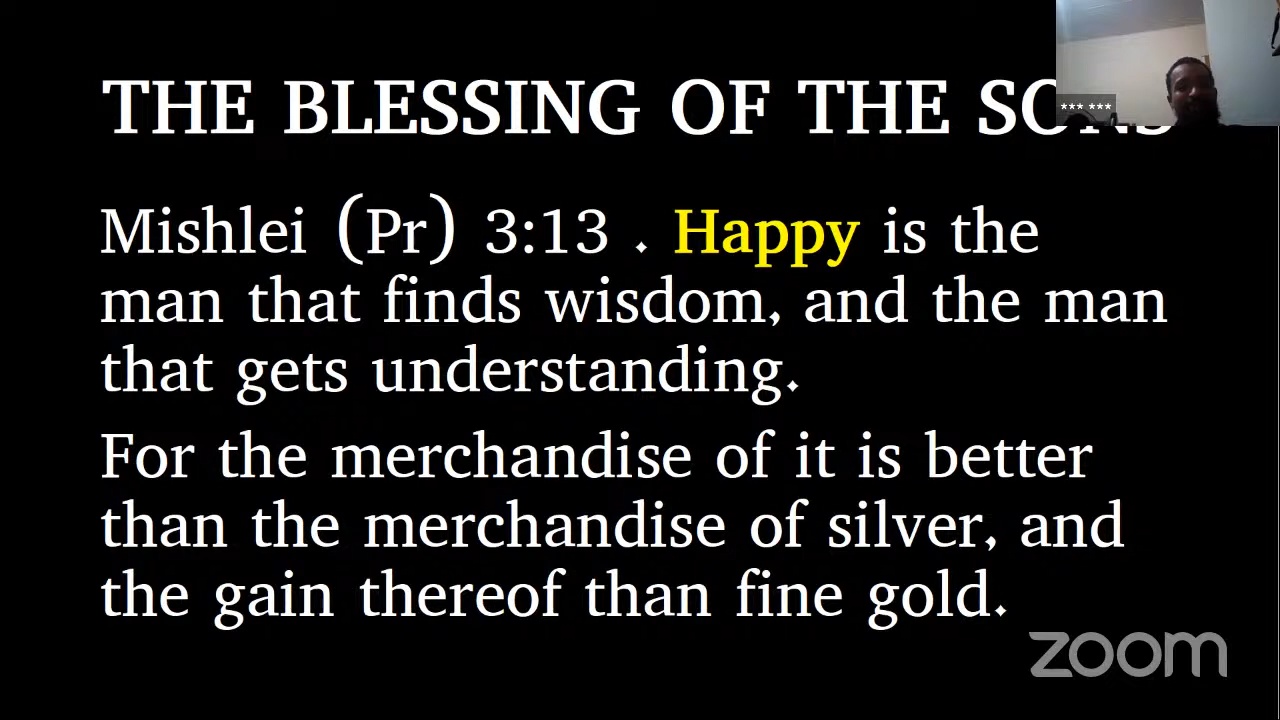 THE BLESSING OF THE SONS
*** ***
Mishlei (Pr) 3:13 . Happy is the
man that finds wisdom, and the man
that gets understanding.
For the merchandise of it is better
than the merchandise of silver, and
the gain thereof than fine gold.
zoom